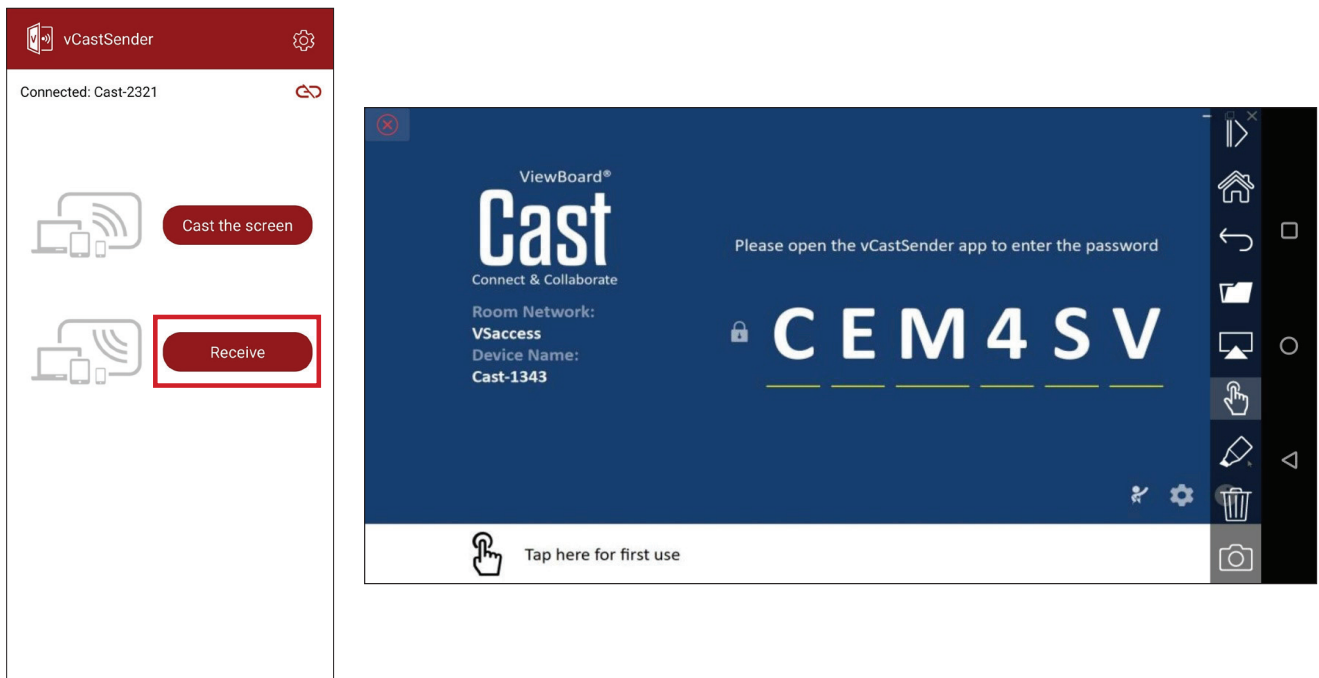 vCastSender
Connected: Cast-2321
Cast the screen
Receive
ViewBoard®
Cast
Connect & Collaborate
Room Network:
VSaccess
Device Name:
Cast-1343
Please open the vCastSender app to enter the password
C E M 4 S V
Tap here for first use